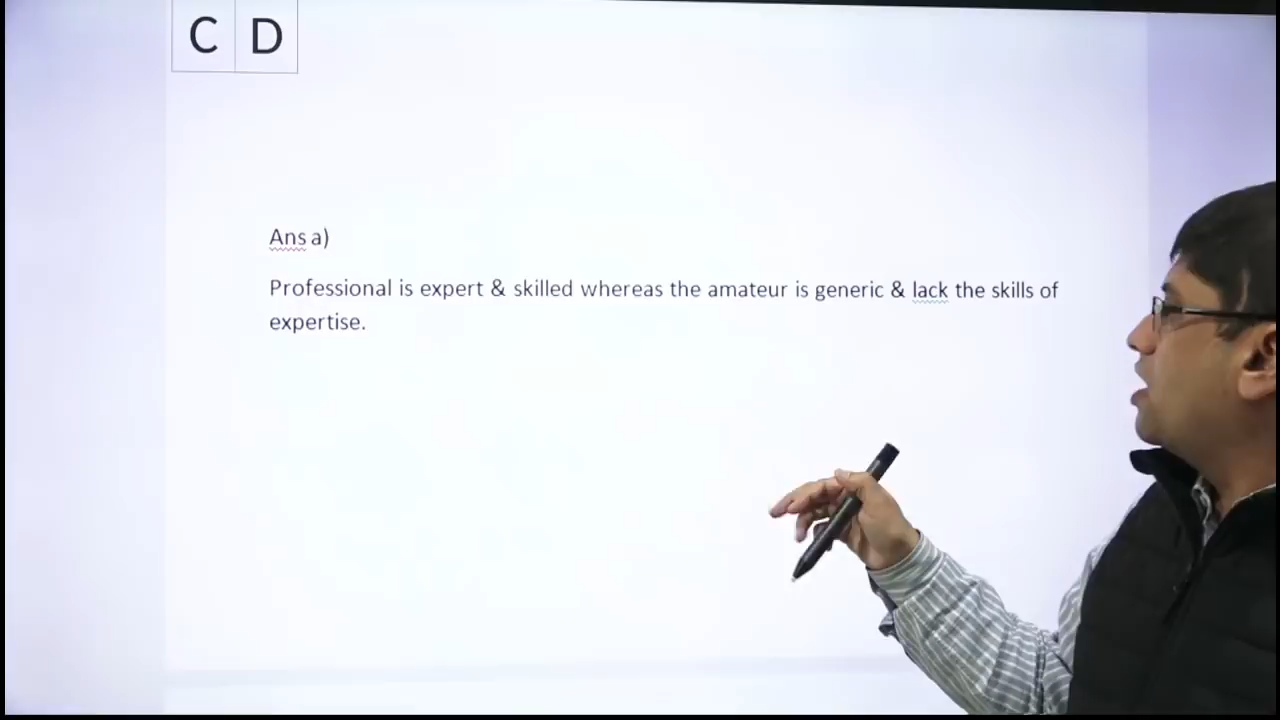 C D
Ans a)
Professional is expert & skilled whereas the amateur is generic & lack the skills of
expertise.